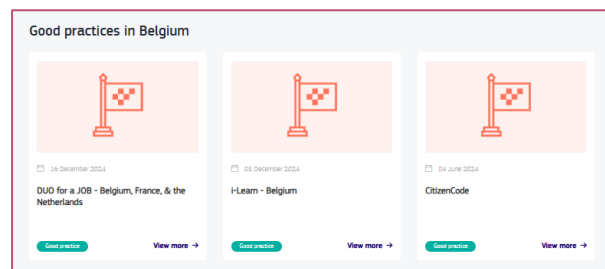 Good practices in Belgium
16 December 2024
DUO for a JOB - Belgium, France, & the
Netherlands
Good practice
View more →
03 December 2024
i-Learn - Belgium
Good practice
View more →
04 June 2024
CitizenCode
Good practice
View more →